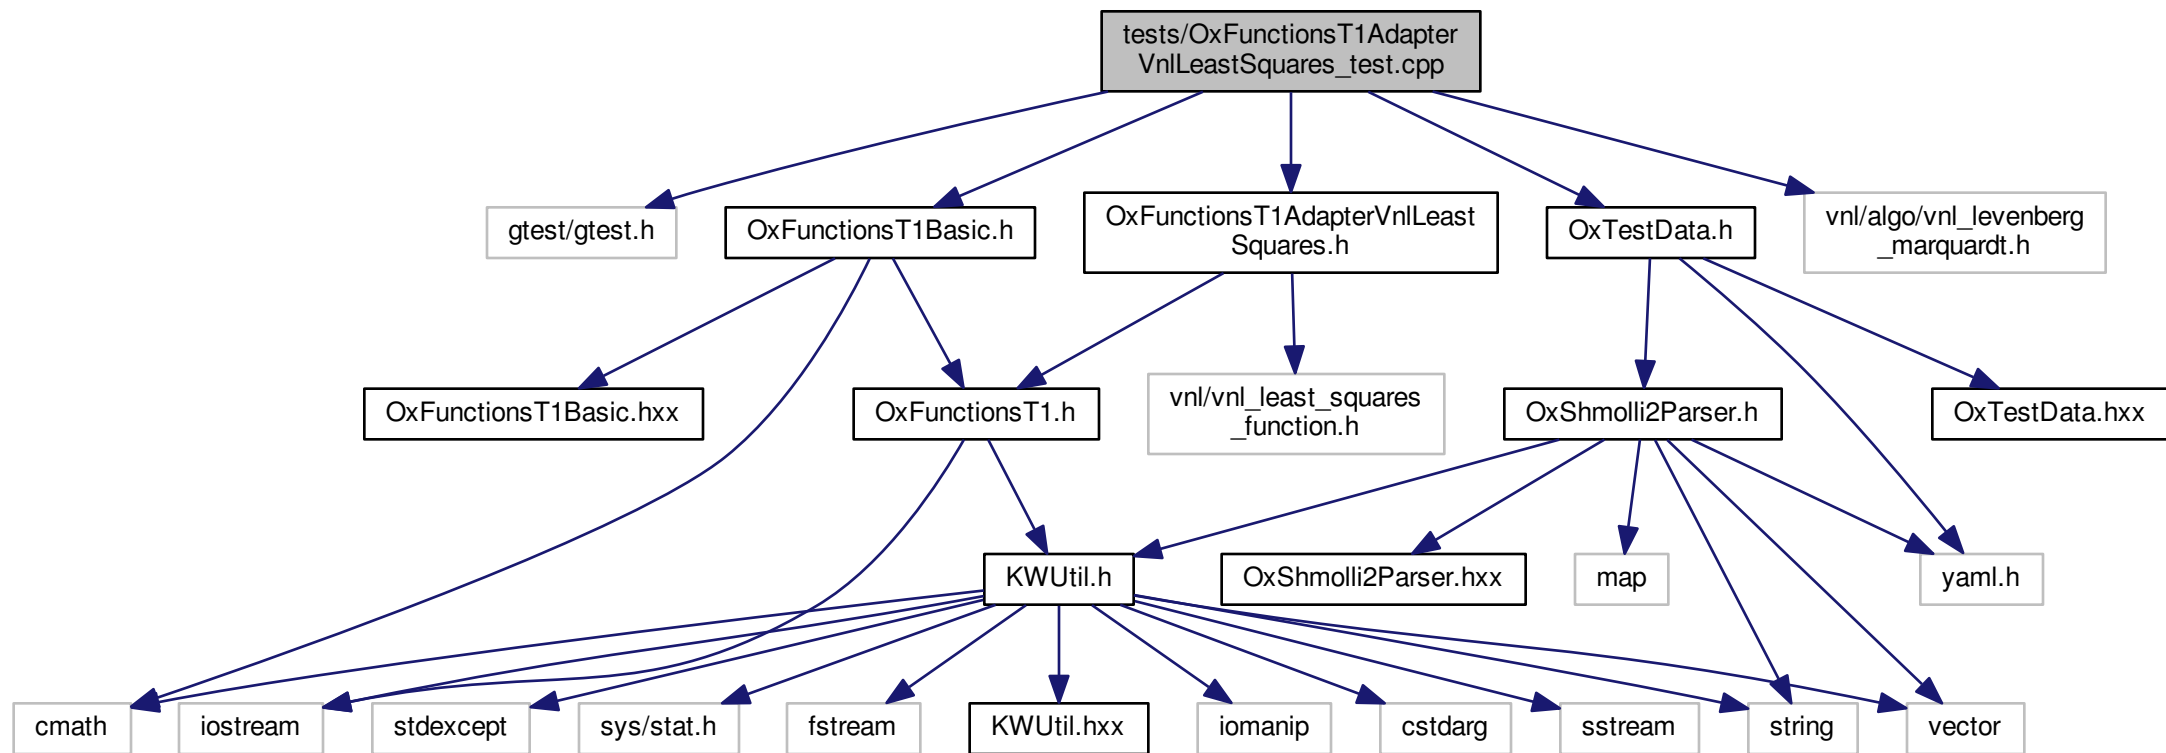 tests/OxFunctionsT1Adapter
VnlLeastSquares_test.cpp
gtest/gtest.h
OxFunctionsT1Basic.h
OxFunctionsT1AdapterVnlLeast
Squares.h
OxTestData.h
vnl/algo/vnl_levenberg
_marquardt.h
OxFunctionsT1Basic.hxx
OxFunctionsT1.h
vnl/vnl_least_squares
_function.h
OxShmolli2Parser.h
OxTestData.hxx
KWUtil.h
OxShmolli2Parser.hxx
map
yaml.h
cmath
iostream
stdexcept
sys/stat.h
fstream
KWUtil.hxx
iomanip
cstdarg
sstream
string
vector